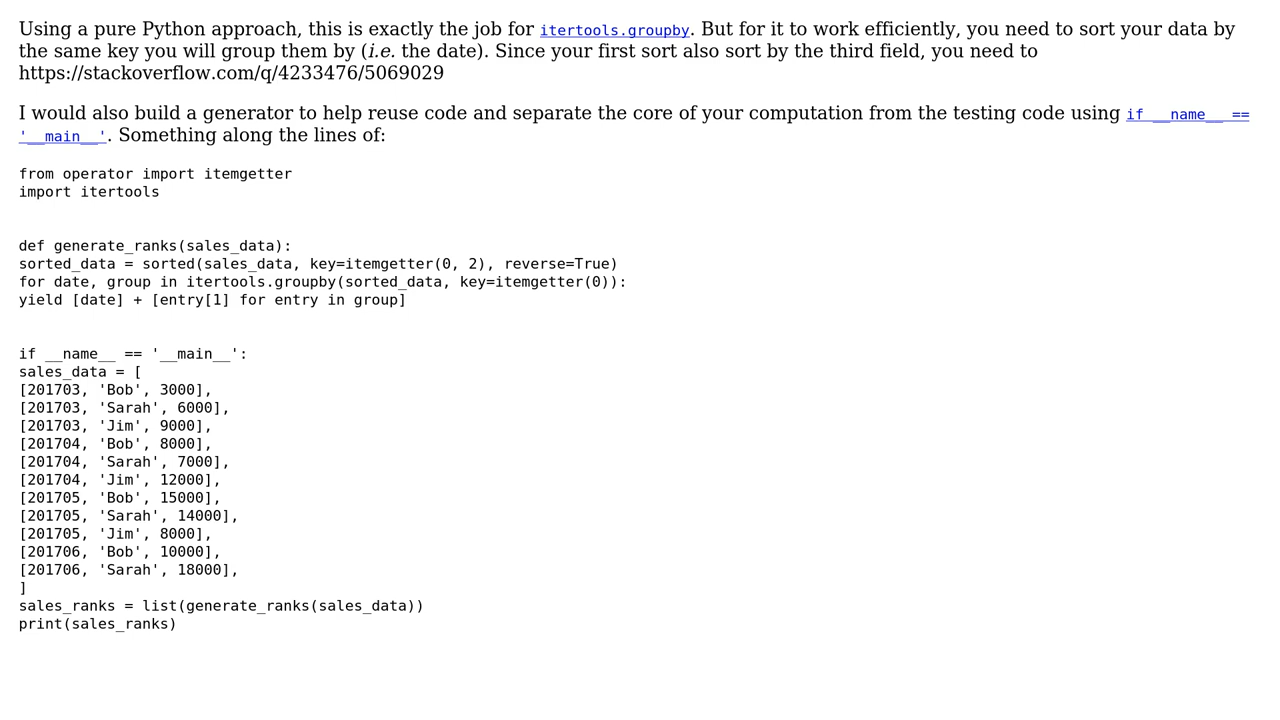 Using a pure Python approach, this is exactly the job for itertools.groupby. But for it to work efficiently, you need to sort your data by
the same key you will group them by (i.e. the date). Since your first sort also sort by the third field, you need to
https://stackoverflow.com/q/4233476/5069029
I would also build a generator to help reuse code and separate the core of your computation from the testing code using if __name__ ==
'__main__'. Something along the lines of:
from operator import itemgetter
import itertools
def generate_ranks(sales_data):
sorted_data = sorted(sales_data, key=itemgetter(0, 2), reverse=True)
for date, group in itertools.groupby(sorted_data, key=itemgetter(0)):
yield [date] + [entry[1] for entry in group]
if __name__ == '__main__':
sales_data = [
[201703, 'Bob', 3000],
[201703, 'Sarah', 6000],
[201703, 'Jim', 9000],
[201704, 'Bob', 8000],
[201704, 'Sarah', 7000],
[201704, 'Jim', 12000],
[201705, 'Bob', 15000],
[201705, 'Sarah', 14000],
[201705, 'Jim', 8000],
[201706, 'Bob', 10000],
[201706, 'Sarah', 18000],
]
sales_ranks = list(generate_ranks(sales_data))
print(sales_ranks)